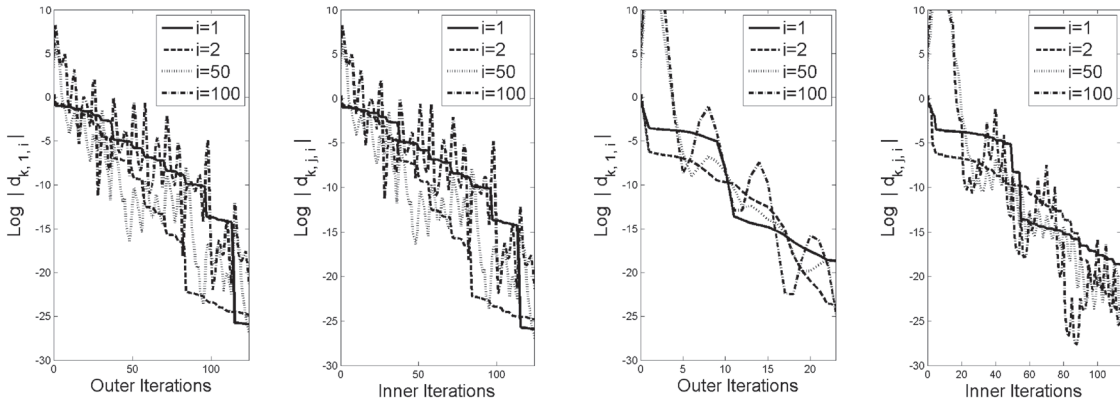 10
5
0
-5
-10
-15
-20
-25
-30
Log | d k, 1, i |
0 50 100
Outer Iterations
i=1
i=2
i=50
i=100
10
5
0
-5
-10
-15
-20
-25
-30
Log | d k, j, i |
0 50 100
Inner Iterations
i=1
i=2
i=50
i=100
10
5
0
-5
-10
-15
-20
-25
-30
Log | d k, 1, i |
0 5 10 15 20
Outer Iterations
i=1
i=2
i=50
i=100
10
5
0
-5
-10
-15
-20
-25
-30
Log | d k, j, i |
0 20 40 60 80 100
Inner Iterations
i=1
i=2
i=50
i=100